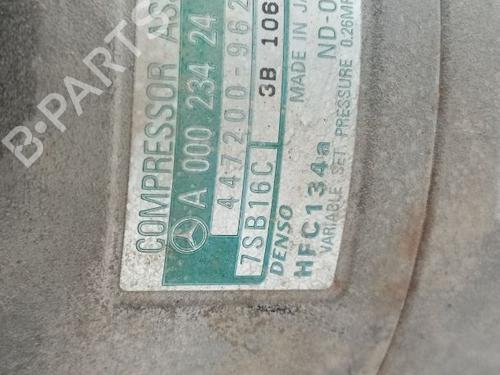 COMPRESSOR AS
A 000 234 24
447200-962
7SB16C 3B 106
DENSO MADE IN JA
HFC134a ND-O
VARIABLE SET PRESSURE 0.26MP
B-PARTS
B-PARTS